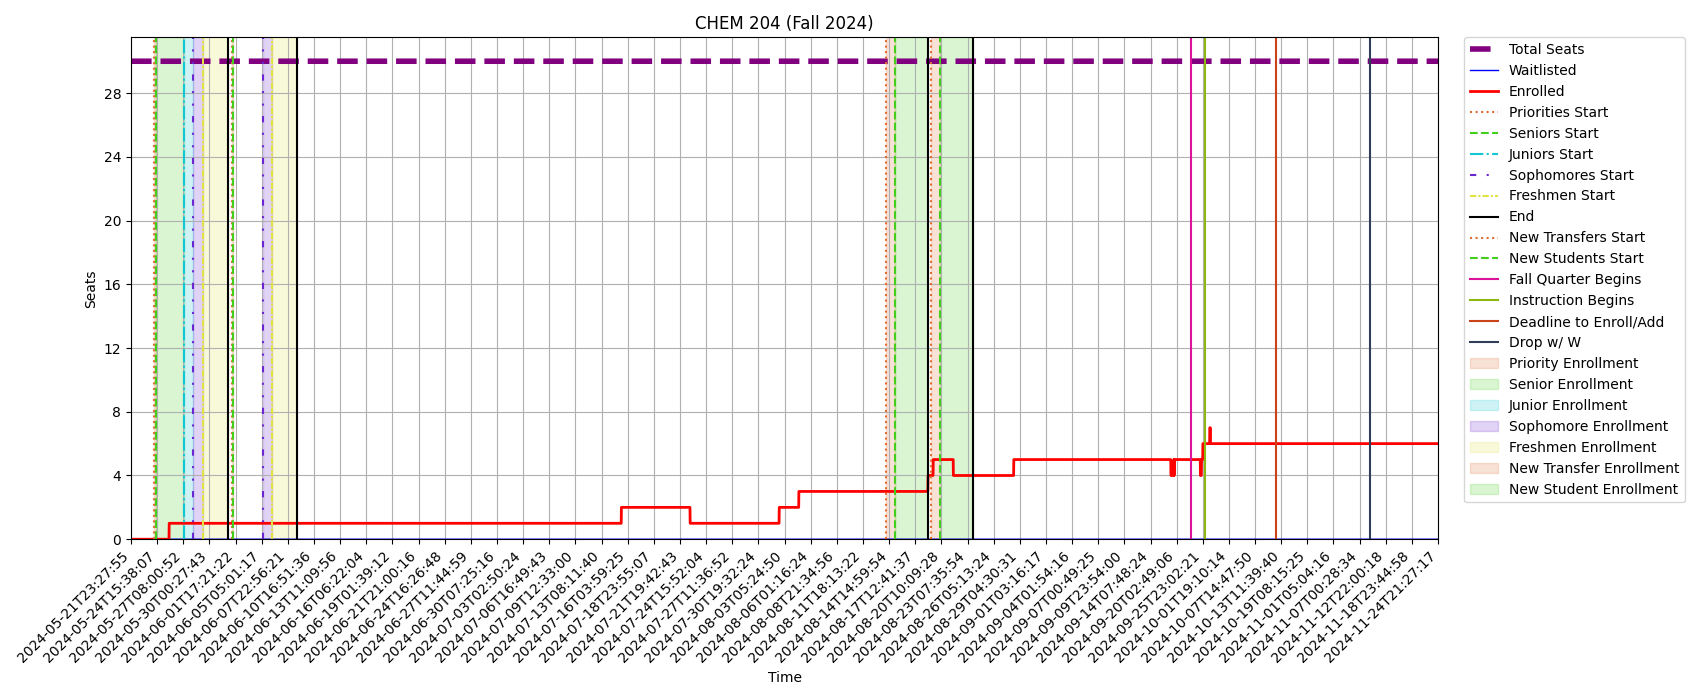 CHEM 204 (Fall 2024)
Seats
28
24
20
16
12
8
4
0
2024-05-21T23:27:55
2024-05-24T15:38:07
2024-05-27T08:00:52
2024-05-30T00:27:43
2024-06-01T17:21:22
2024-06-05T05:01:17
2024-06-07T22:56:21
2024-06-10T16:51:36
2024-06-13T11:09:56
2024-06-16T06:22:04
2024-06-19T01:39:12
2024-06-21T21:00:16
2024-06-24T16:26:48
2024-06-27T11:44:59
2024-06-30T07:25:16
2024-07-03T02:50:24
2024-07-06T16:49:43
2024-07-09T12:33:00
2024-07-13T08:11:40
2024-07-16T03:59:25
2024-07-18T23:55:07
2024-07-21T19:42:43
2024-07-24T15:52:04
2024-07-27T11:36:52
2024-07-30T19:32:24
2024-08-03T05:24:50
2024-08-06T01:16:24
2024-08-08T21:34:56
2024-08-11T18:13:22
2024-08-14T14:59:54
2024-08-17T12:41:37
2024-08-20T10:09:28
2024-08-23T07:35:54
2024-08-26T05:13:24
2024-08-29T04:30:31
2024-09-01T03:16:17
2024-09-04T01:54:16
2024-09-07T00:49:25
2024-09-09T23:54:00
2024-09-14T07:48:24
2024-09-20T02:49:06
2024-09-25T23:02:21
2024-10-01T19:10:14
2024-10-07T14:47:50
2024-10-13T11:39:40
2024-10-19T08:15:25
2024-11-01T05:04:16
2024-11-07T00:28:34
2024-11-12T22:00:18
2024-11-18T23:44:58
2024-11-24T21:27:17
Time
Total Seats
Waitlisted
Enrolled
Priorities Start
Seniors Start
Juniors Start
Sophomores Start
Freshmen Start
End
New Transfers Start
New Students Start
Fall Quarter Begins
Instruction Begins
Deadline to Enroll/Add
Drop w/ W
Priority Enrollment
Senior Enrollment
Junior Enrollment
Sophomore Enrollment
Freshmen Enrollment
New Transfer Enrollment
New Student Enrollment